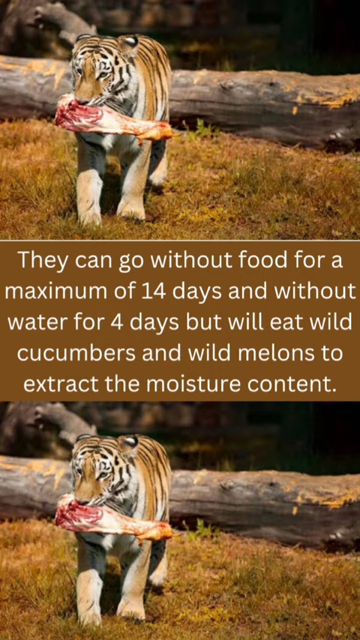 They can go without food for a
maximum of 14 days and without
water for 4 days but will eat wild
cucumbers and wild melons to
extract the moisture content.